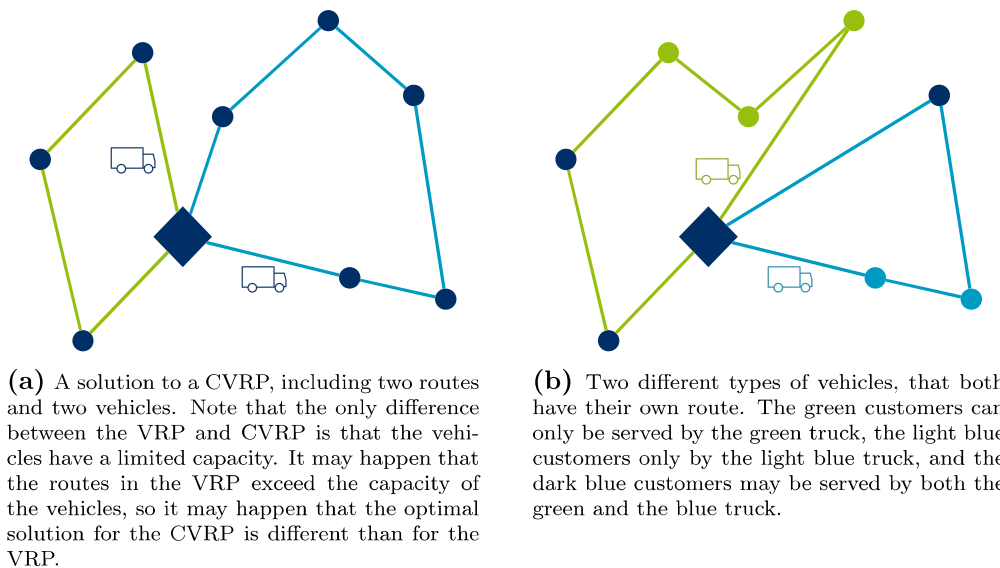 (a) A solution to a CVRP, including two routes
and two vehicles. Note that the only difference
between the VRP and CVRP is that the vehi-
cles have a limited capacity. It may happen that
the routes in the VRP exceed the capacity of
the vehicles, so it may happen that the optimal
solution for the CVRP is different than for the
VRP.
(b) Two different types of vehicles, that both
have their own route. The green customers can
only be served by the green truck, the light blue
customers only by the light blue truck, and the
dark blue customers may be served by both the
green and the blue truck.